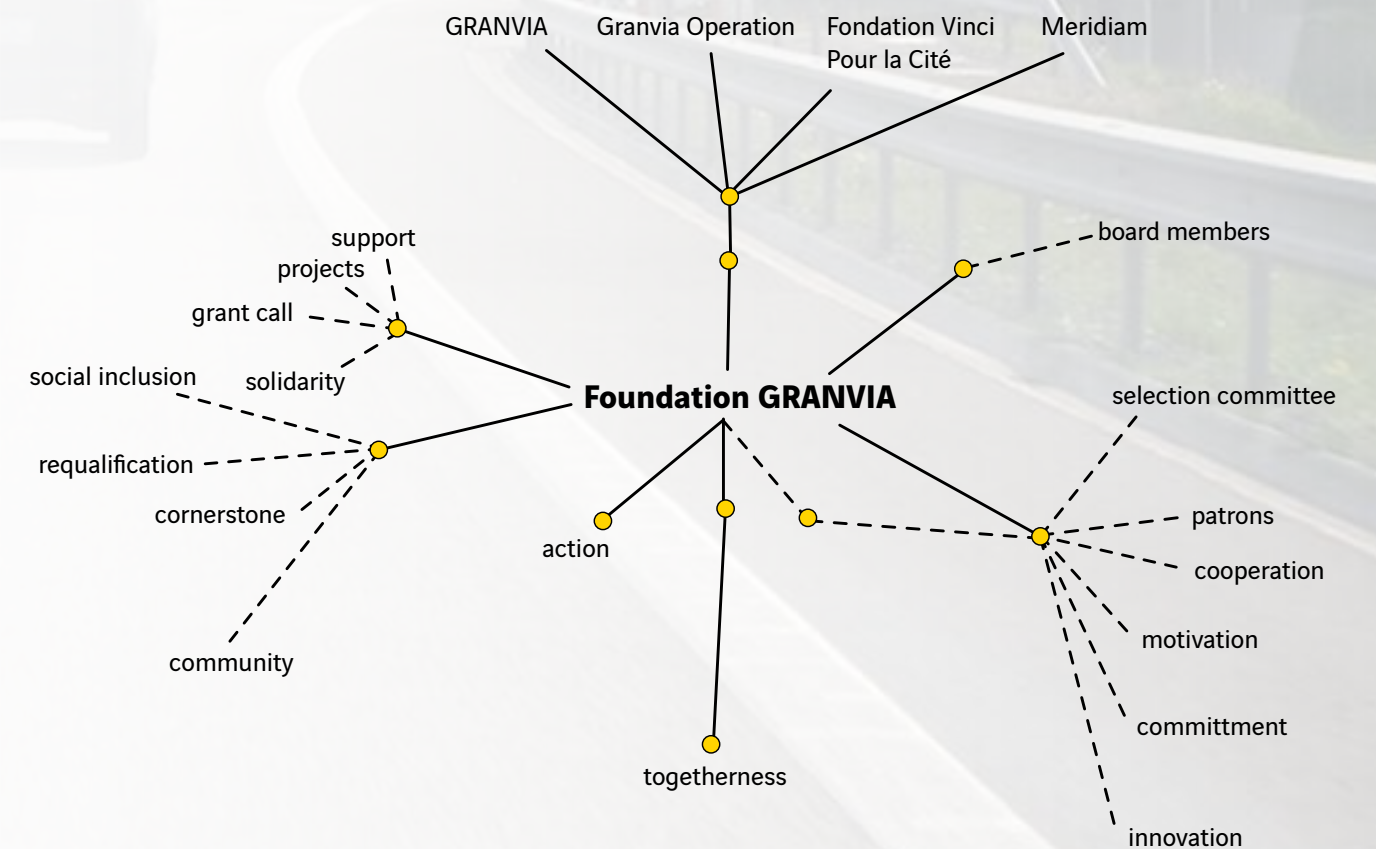 GRANVIA
Granvia Operation
Fondation Vinci
Pour la Cité
Meridiam
support
projects
grant call
solidarity
board members
social inclusion
requalification
cornerstone
community
Foundation GRANVIA
selection committee
patrons
cooperation
motivation
committment
innovation
action
togetherness